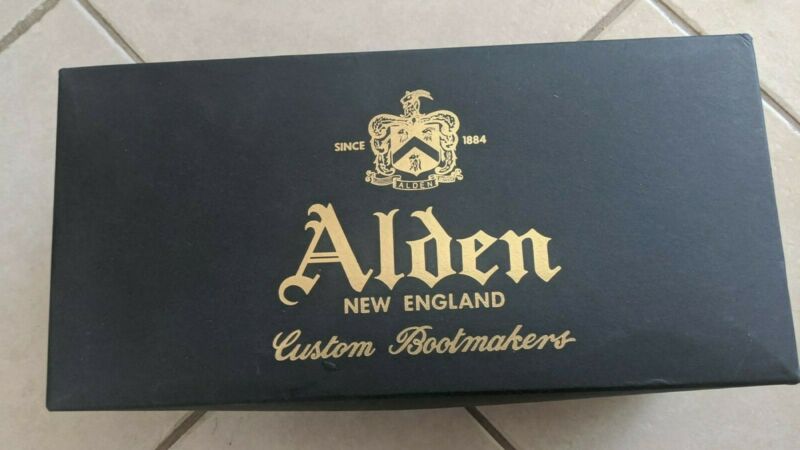 SINCE 1884
ALDEN
Alden
NEW ENGLAND
Custom Bootmakers